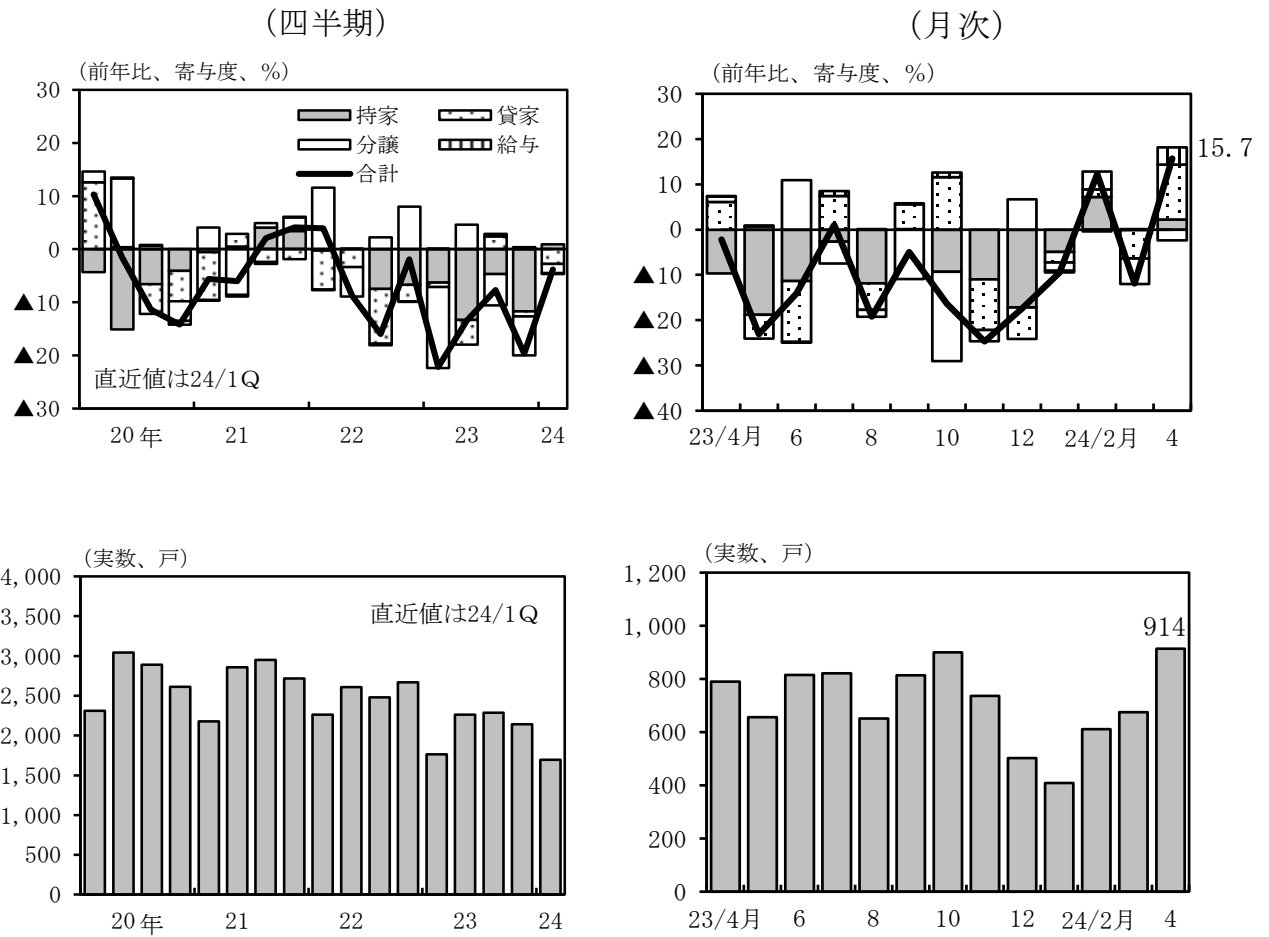 (四半期)
(月次)
(前年比、寄与度、%)
30
20
10
0
▲10
▲20
▲30
持家
貸家
分譲
給与
合計
直近値は24/1Q
20年
21
22
23
24
(前年比、寄与度、%)
30
20
10
0
▲10
▲20
▲30
▲40
15.7
23/4月
6
8
10
12
24/2月
4
(実数、戸)
4,000
3,500
3,000
2,500
2,000
1,500
1,000
500
0
直近値は24/1Q
20年
21
22
23
24
(実数、戸)
1,200
1,000
800
600
400
200
0
914
23/4月
6
8
10
12
24/2月
4